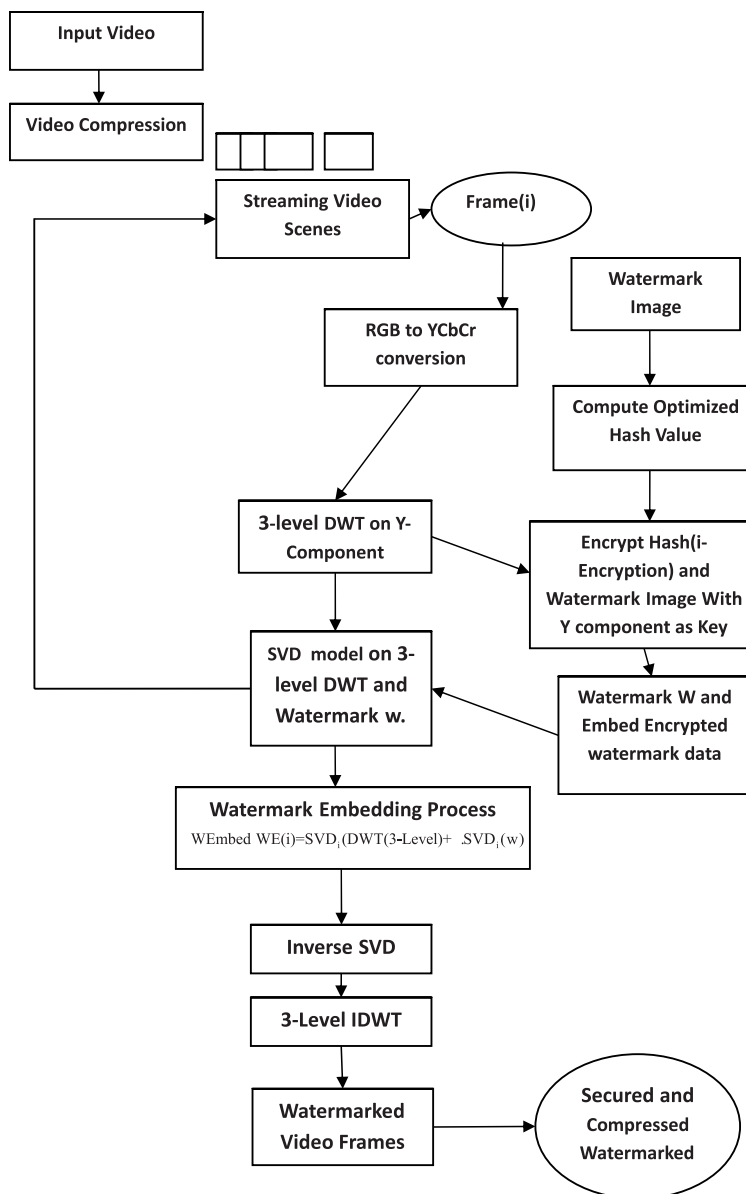 Input Video
Video Compression
Streaming Video
Scenes
Frame(i)
Watermark
Image
RGB to YCbCr
conversion
Compute Optimized
Hash Value
3-level DWT on Y-
Component
Encrypt Hash(i-
Encryption) and
Watermark Image With
Y component as Key
SVD model on 3-
level DWT and
Watermark w.
Watermark W and
Embed Encrypted
watermark data
Watermark Embedding Process
WEmbed WE(i)=SVDᵢ(DWT(3-Level)+ .SVDᵢ(w)
Inverse SVD
3-Level IDWT
Watermarked
Video Frames
Secured and
Compressed
Watermarked